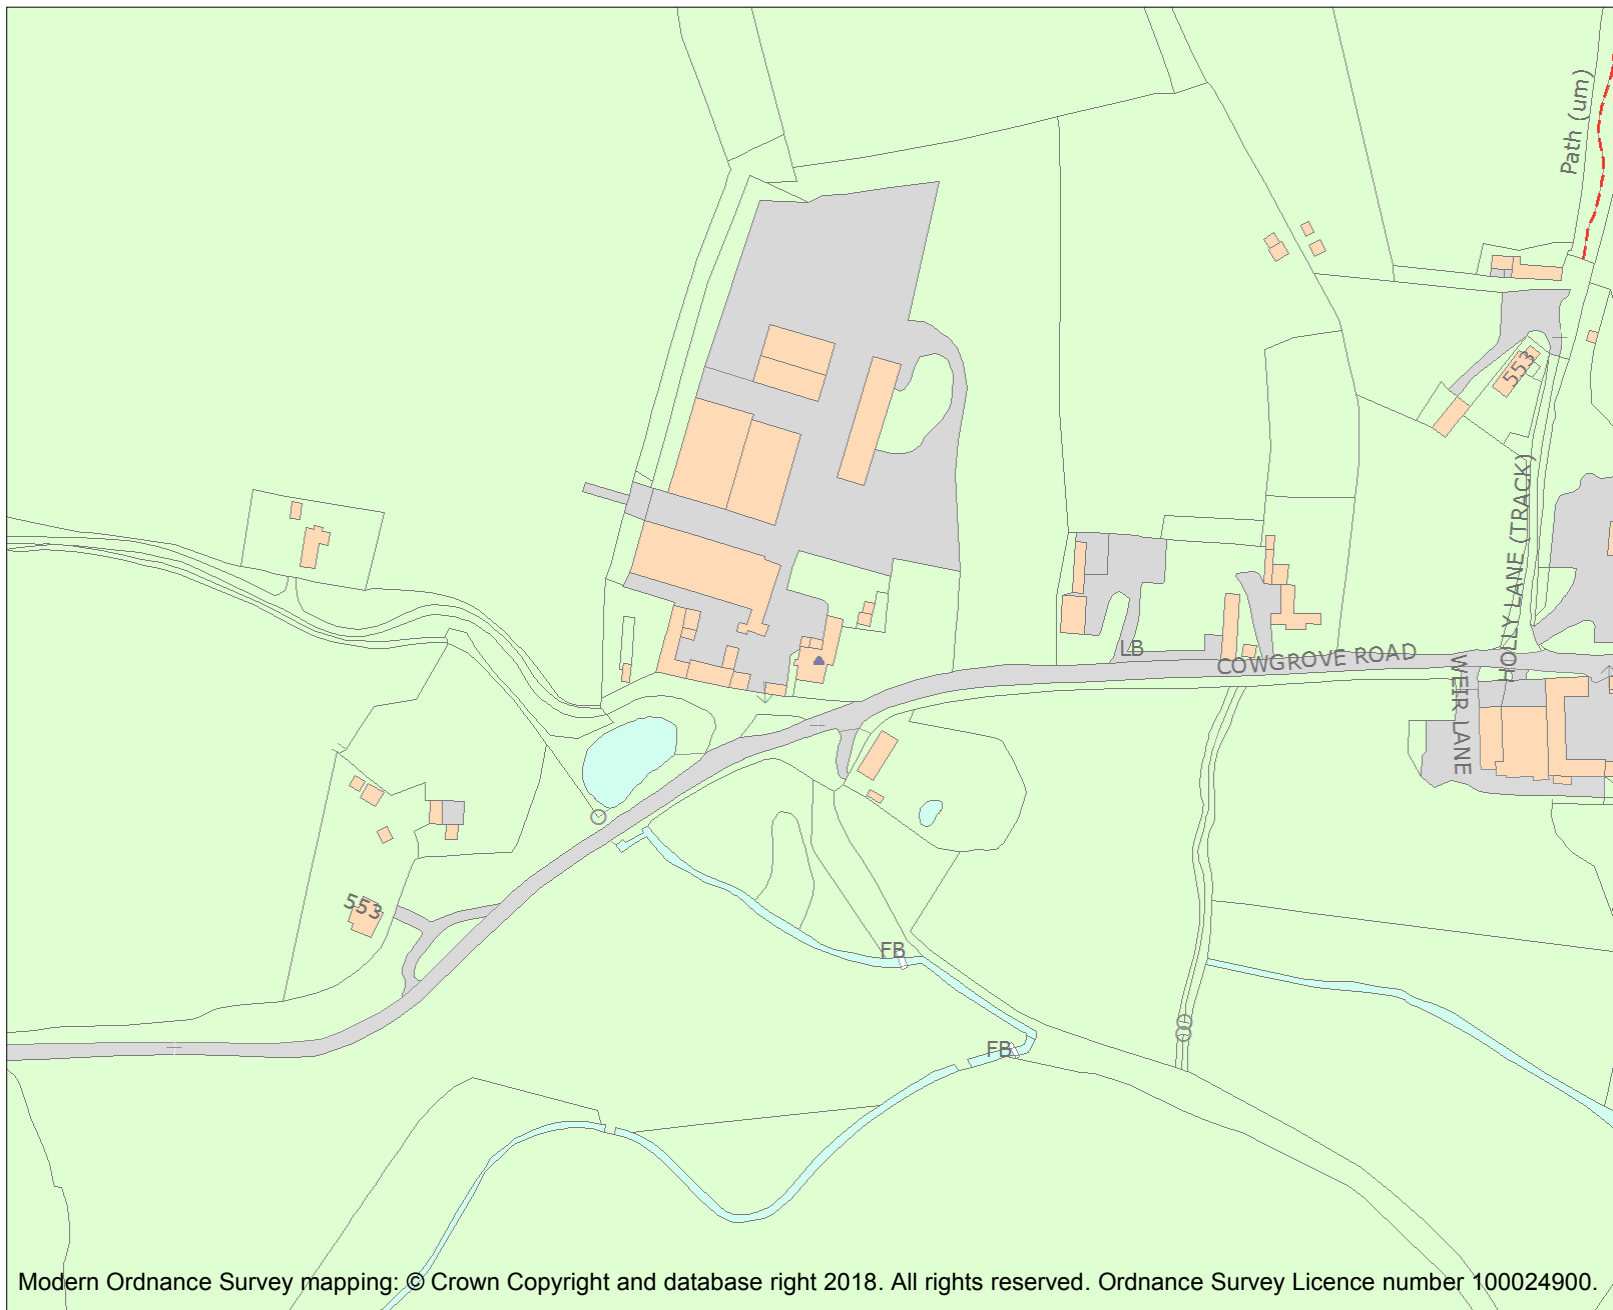 Path (um)
553
HOLLY LANE (TRACK)
LB
COWGROVE ROAD
WEIR LANE
553
FB
FB
Modern Ordnance Survey mapping: © Crown Copyright and database right 2018. All rights reserved. Ordnance Survey Licence number 100024900.